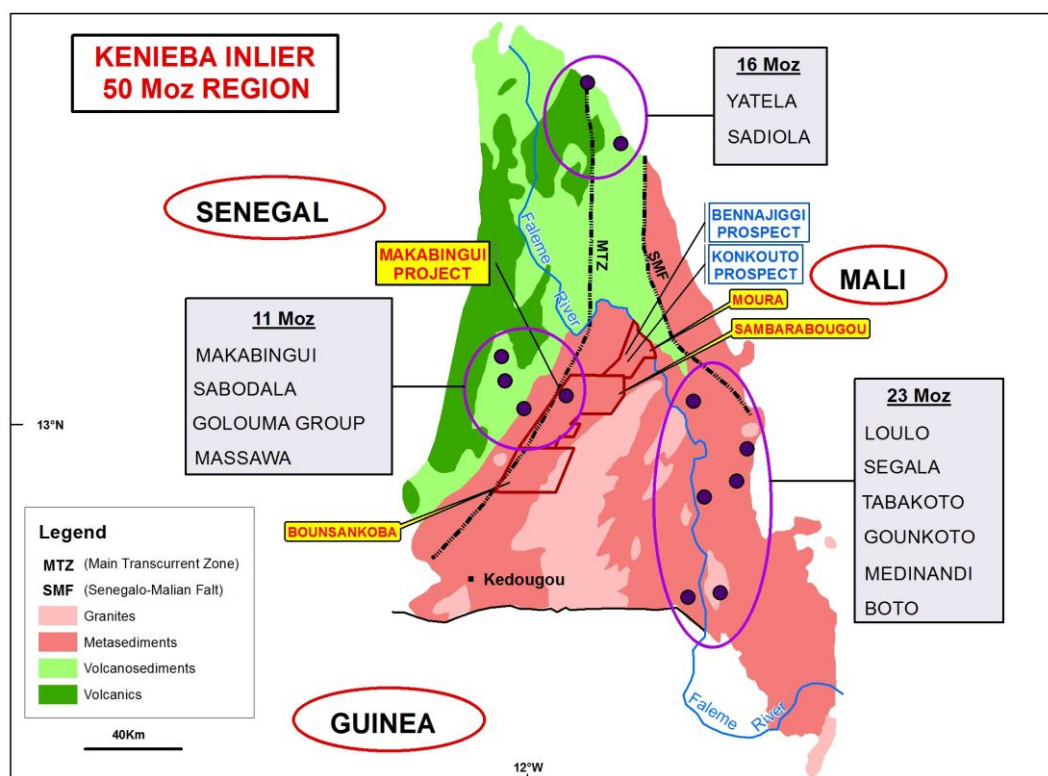 KENIEBA INLIER
50 Moz REGION
16 Moz
YATELA
SADIOLA
SENEGAL
Faleme
River
MTZ
SMF
BENNAJIGGI
PROSPECT
KONKOUTO
PROSPECT
MAKABINGUI
PROJECT
MALI
MOURA
SAMBARABOUGOU
11 Moz
MAKABINGUI
SABODALA
GOLOUMA GROUP
MASSAWA
13°N
23 Moz
LOULO
SEGALA
TABAKOTO
GOUNKOTO
MEDINANDI
BOTO
BOUNSANKOBA
Kedougou
Legend
MTZ (Main Transcurrent Zone)
SMF (Senegalo-Malian Falt)
Granites
Metasediments
Volcanosediments
Volcanics
40Km
GUINEA
Faleme
River
12°W